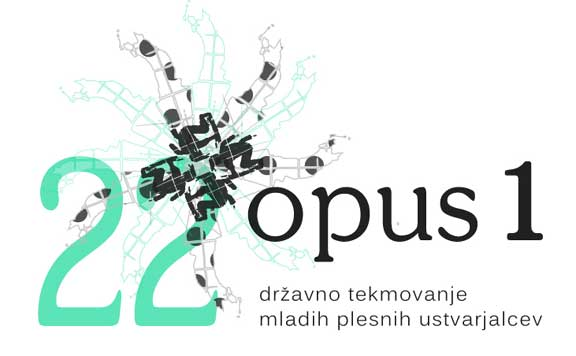 22 opus 1
državno tekmovanje
mladih plesnih ustvarjalcev